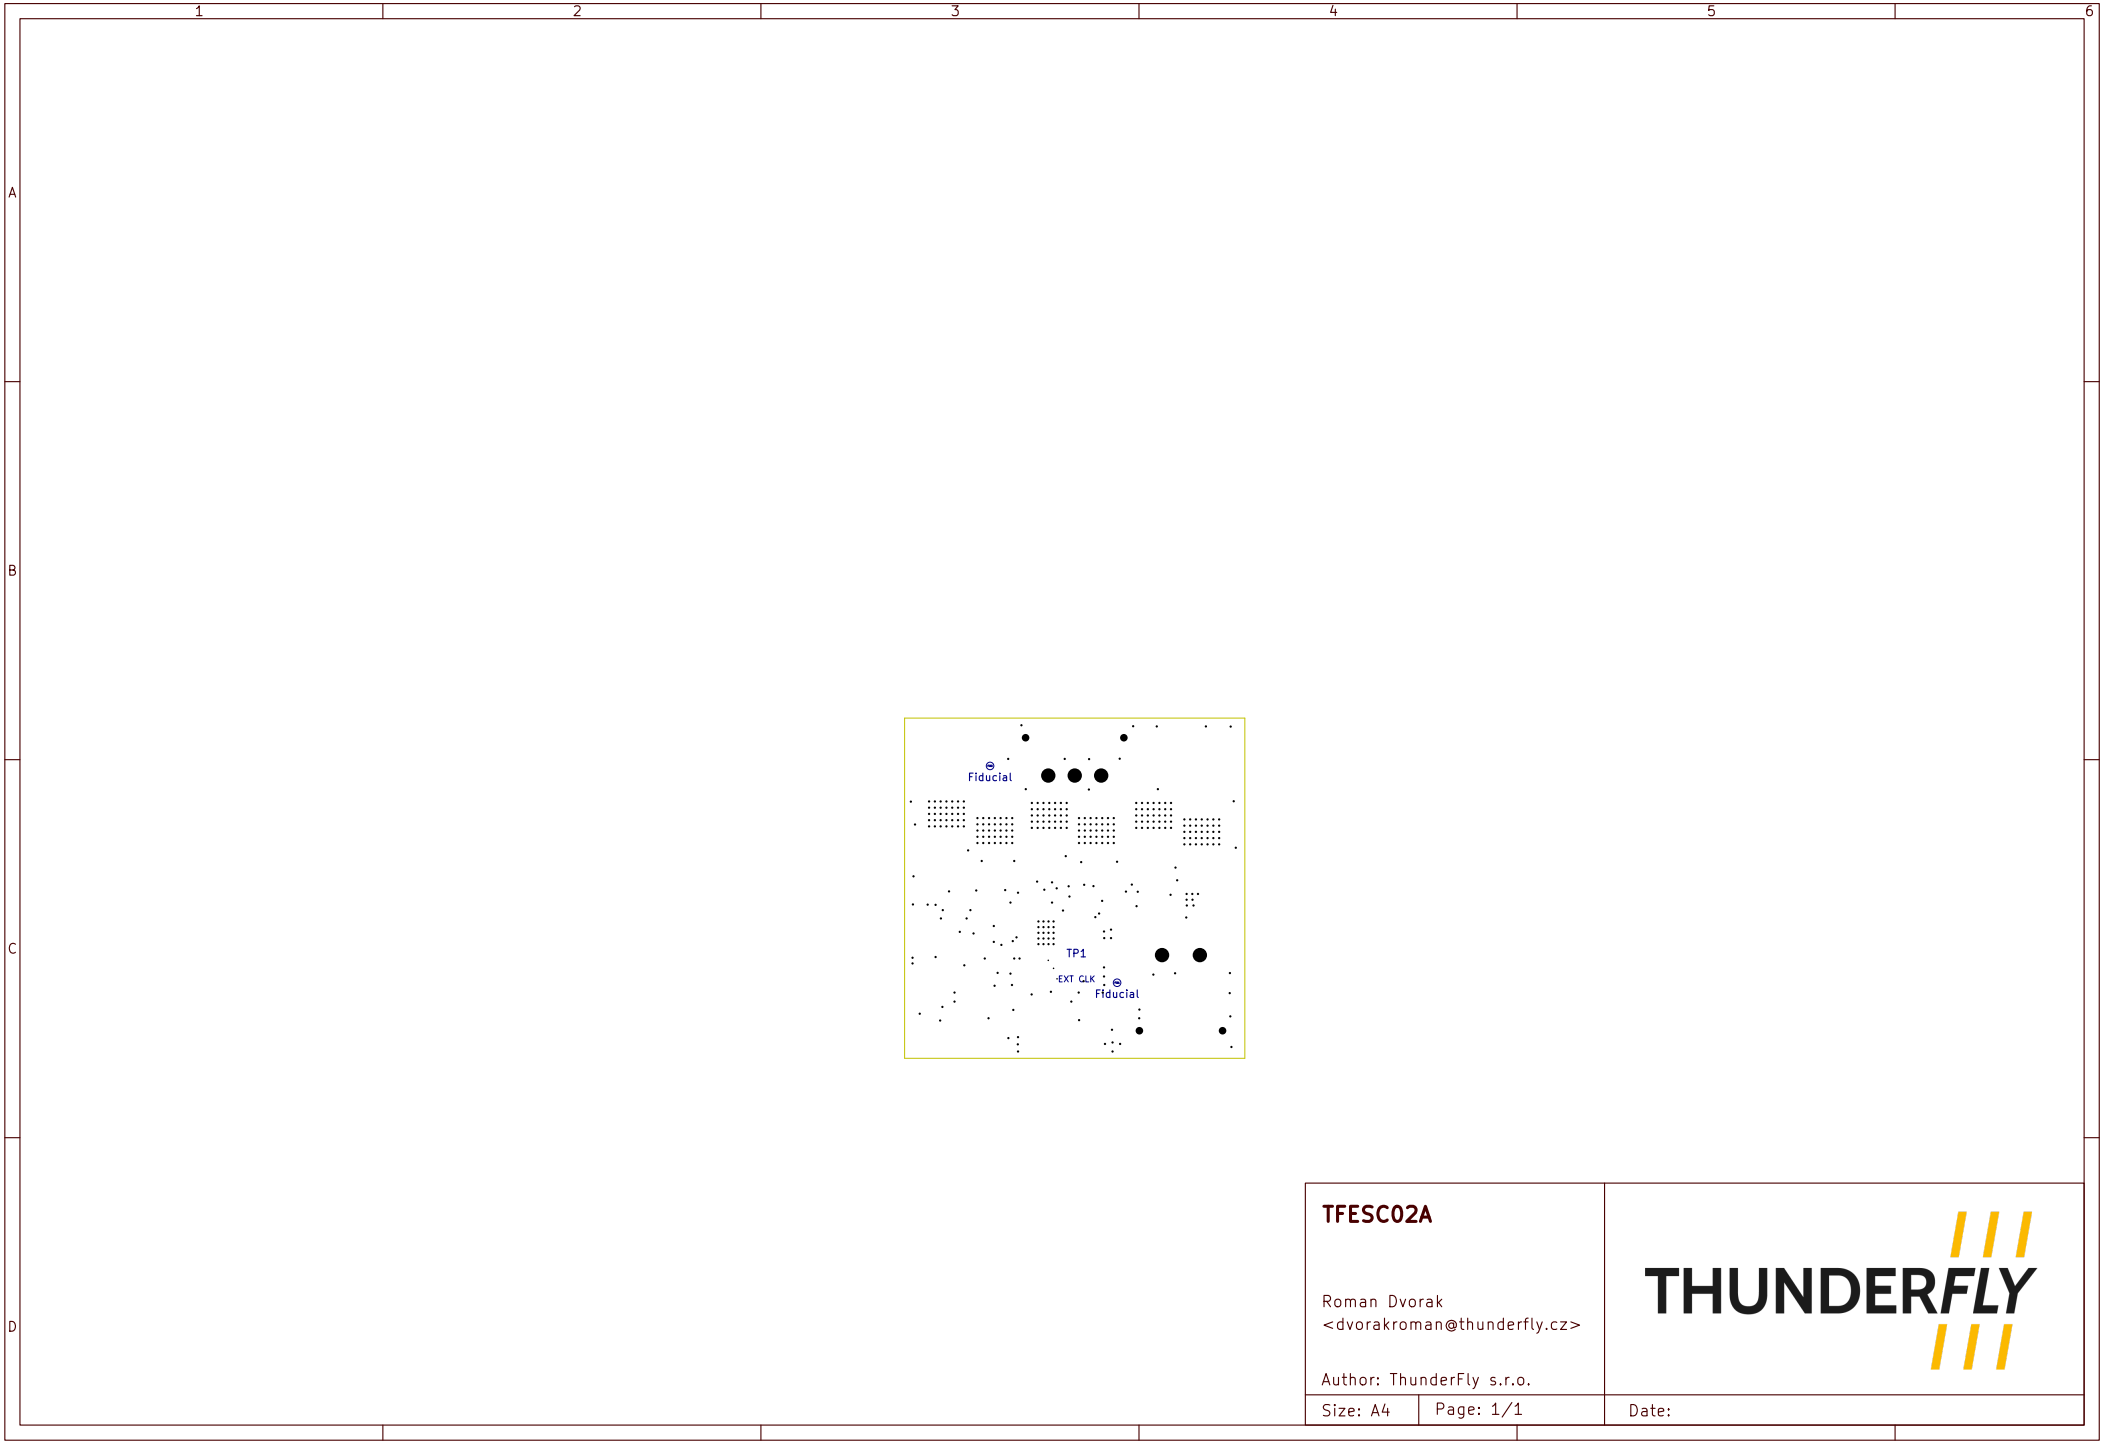 1 2 3 4 5 6
A
B
Fiducial
C
TP1
EXT CLK
Fiducial
TFESC02A
THUNDERFLY
Roman Dvorak
<dvorakroman@thunderfly.cz>
D
Author: ThunderFly s.r.o.
Size: A4 Page: 1/1 Date: